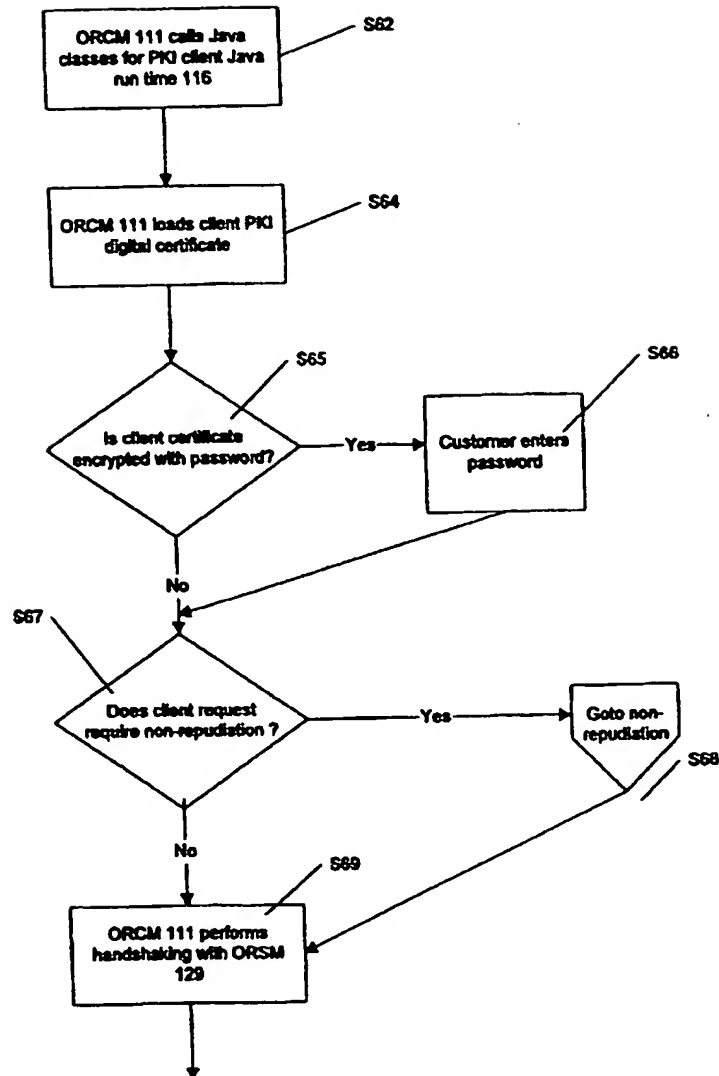 ORCM 111 calls Java
classes for PKI client Java
run time 116
S62
ORCM 111 loads client PKI
digital certificate
S64
S65
Is client certificate
encrypted with password?
Yes
Customer enters
password
S66
No
S67
Does client request
require non-repudiation ?
Yes
Goto non-
repudiation
S68
No
S69
ORCM 111 performs
handshaking with ORSM
129